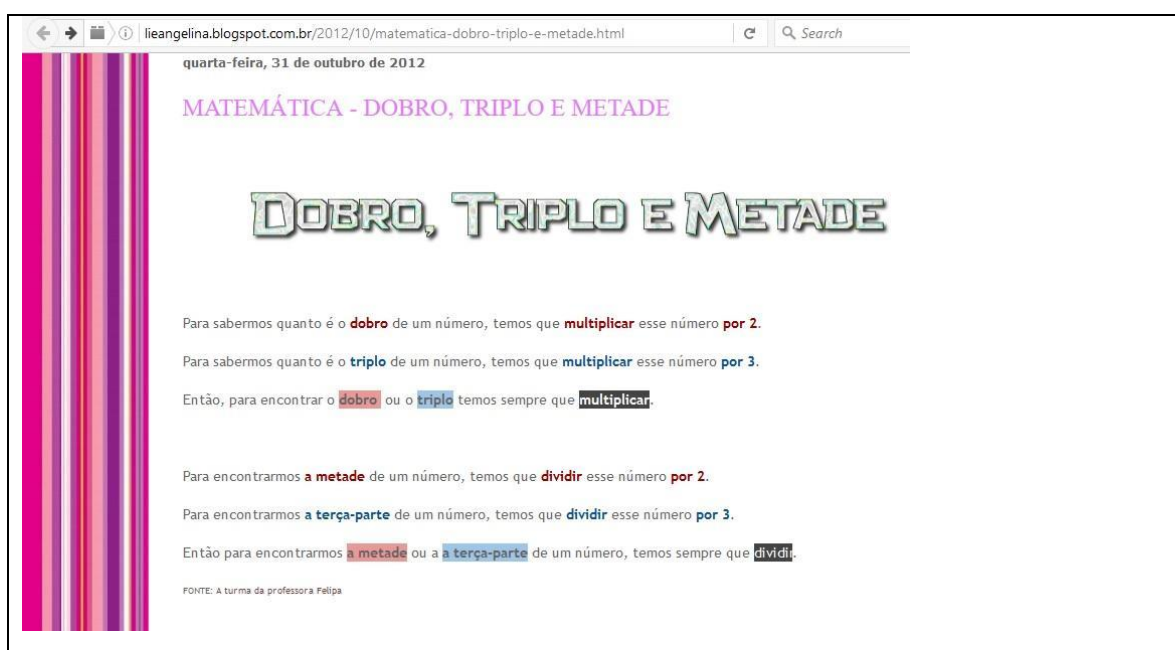 lieangelina.blogspot.com.br/2012/10/matematica-dobro-triplo-e-metade.html Search
quarta-feira, 31 de outubro de 2012
MATEMÁTICA - DOBRO, TRIPLO E METADE
DOBRO, TRIPLO E METADE
Para sabermos quanto é o dobro de um número, temos que multiplicar esse número por 2.
Para sabermos quanto é o triplo de um número, temos que multiplicar esse número por 3.
Então, para encontrar o dobro ou o triplo temos sempre que multiplicar.
Para encontrarmos a metade de um número, temos que dividir esse número por 2.
Para encontrarmos a terça-parte de um número, temos que dividir esse número por 3.
Então para encontrarmos a metade ou a a terça-parte de um número, temos sempre que dividir.
FONTE: A turma da professora Felipa